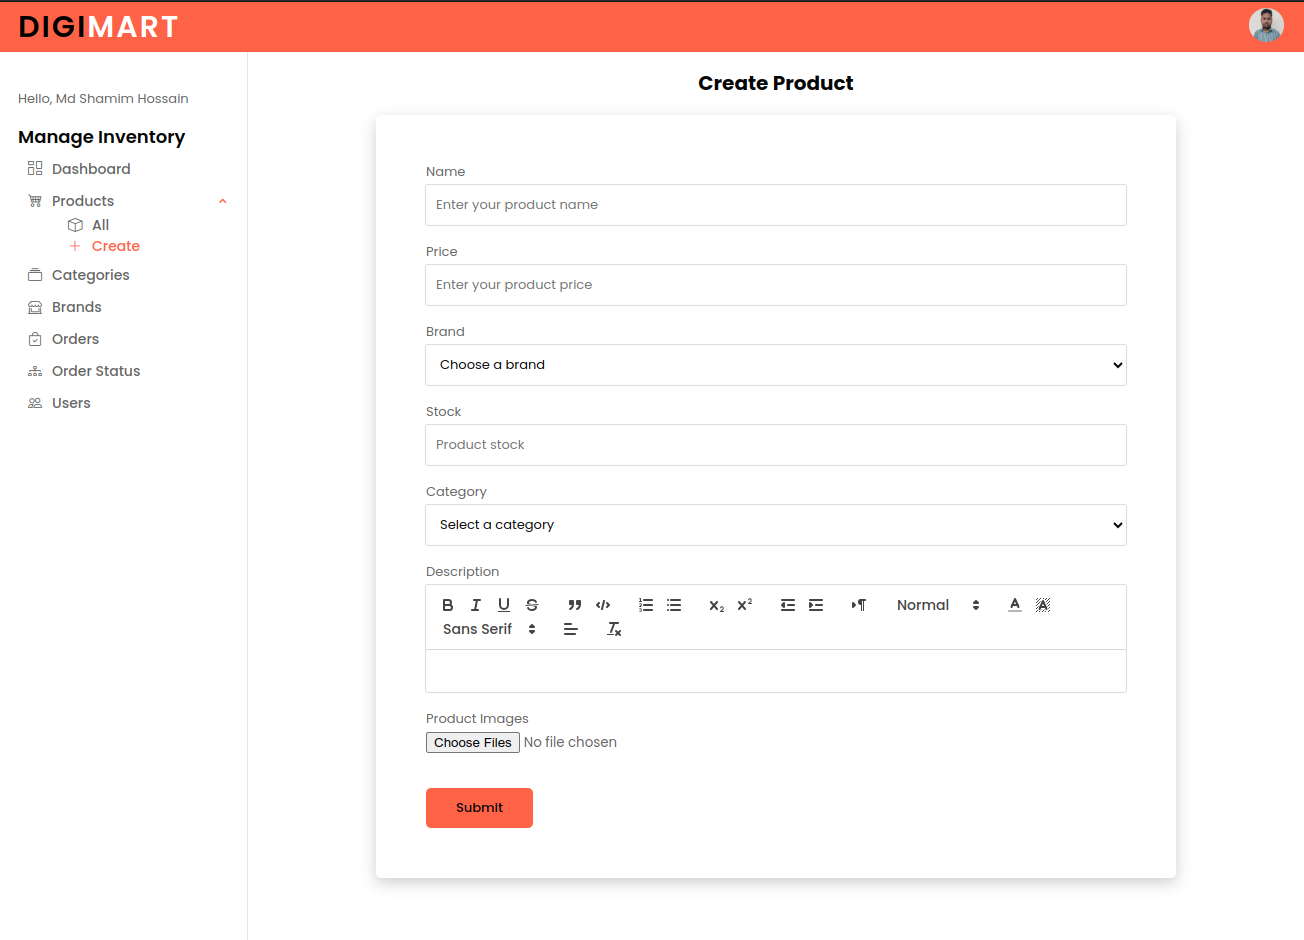 DIGIMART
Hello, Md Shamim Hossain
Manage Inventory
Dashboard
Products
All
Create
Categories
Brands
Orders
Order Status
Users
Create Product
Name
Enter your product name
Price
Enter your product price
Brand
Choose a brand
Stock
Product stock
Category
Select a category
Description
Normal
Sans Serif
Product Images
Choose Files No file chosen
Submit